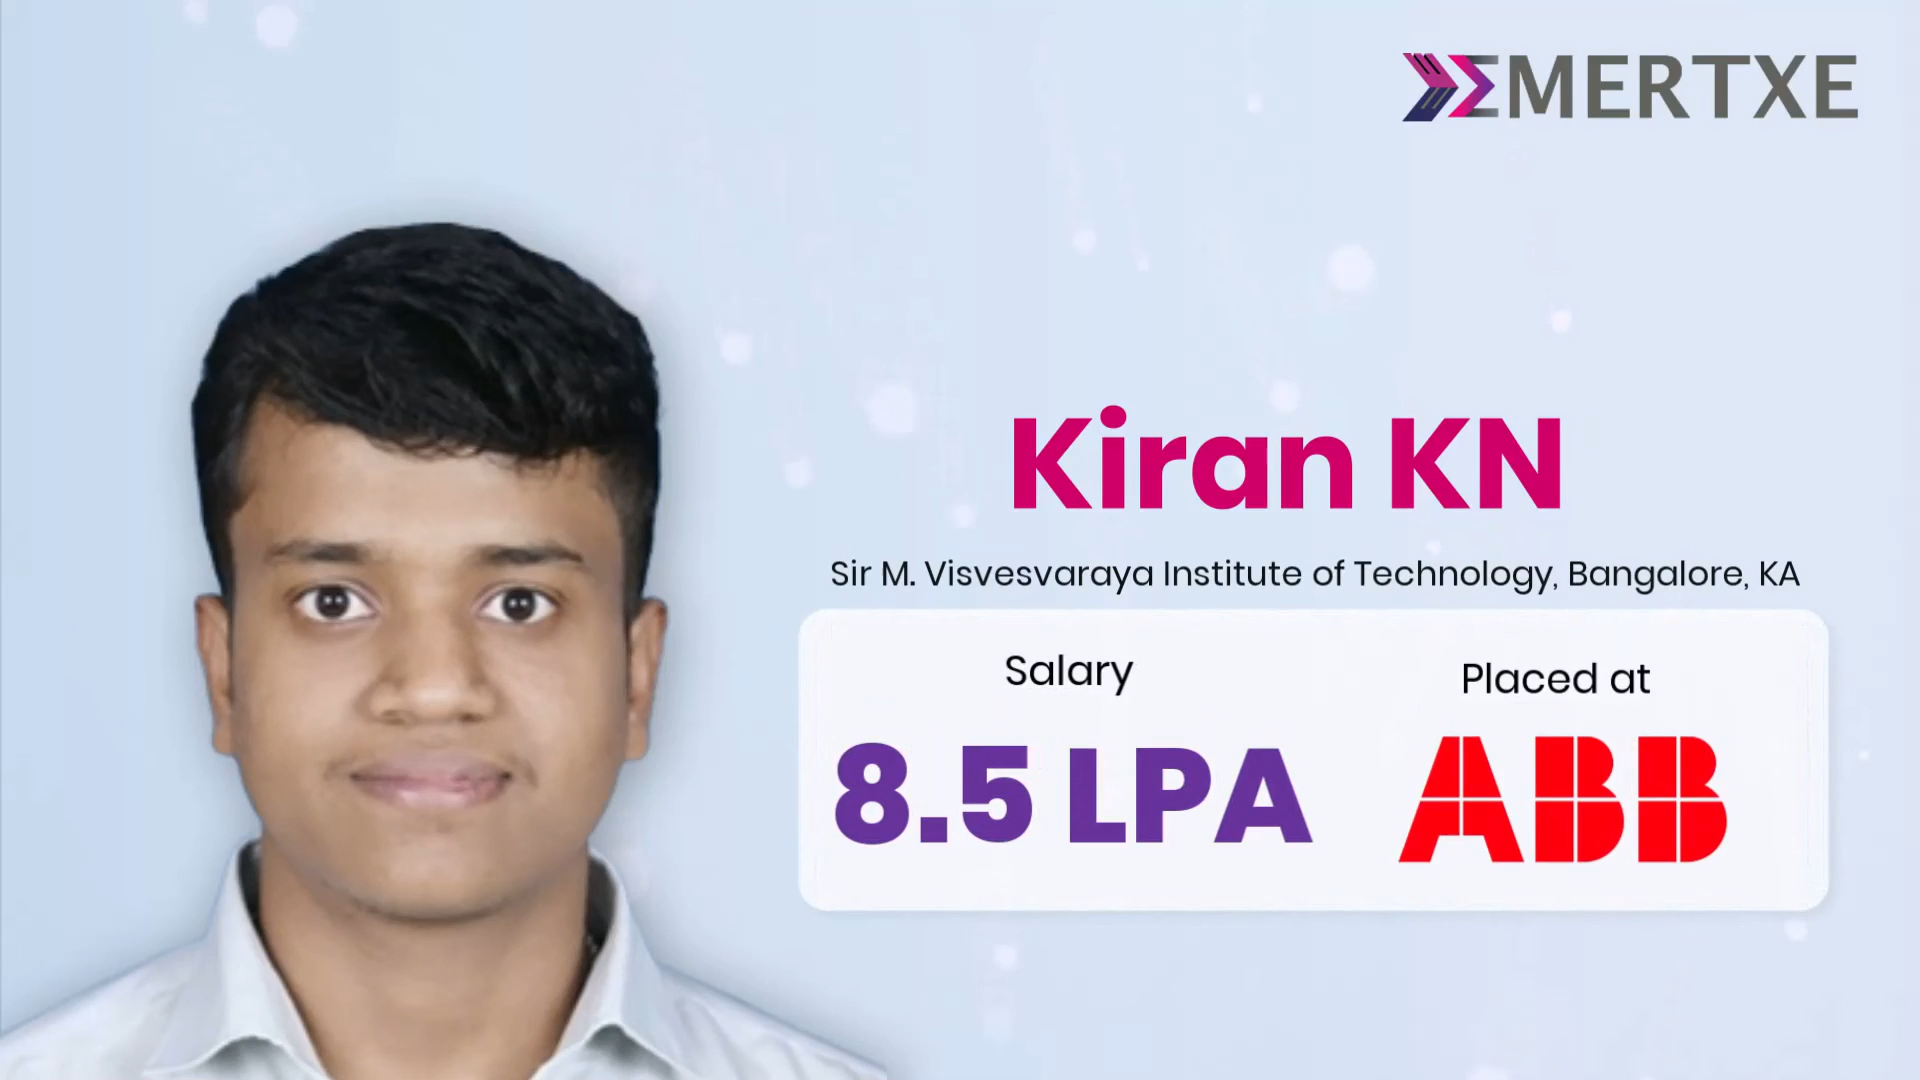 EMERTXE
Kiran KN
Sir M. Visvesvaraya Institute of Technology, Bangalore, KA
Salary
Placed at
8.5 LPA
ABB